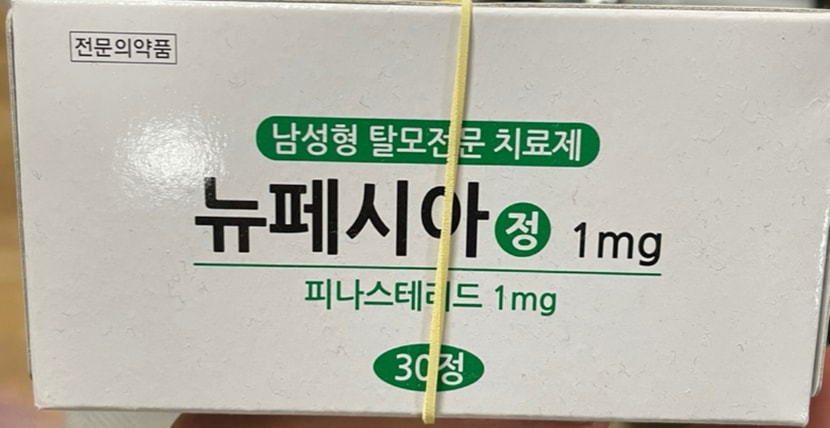 전문의약품
남성형 탈모전문 치료제
뉴페시아정 1mg
피나스테리드 1mg
30정